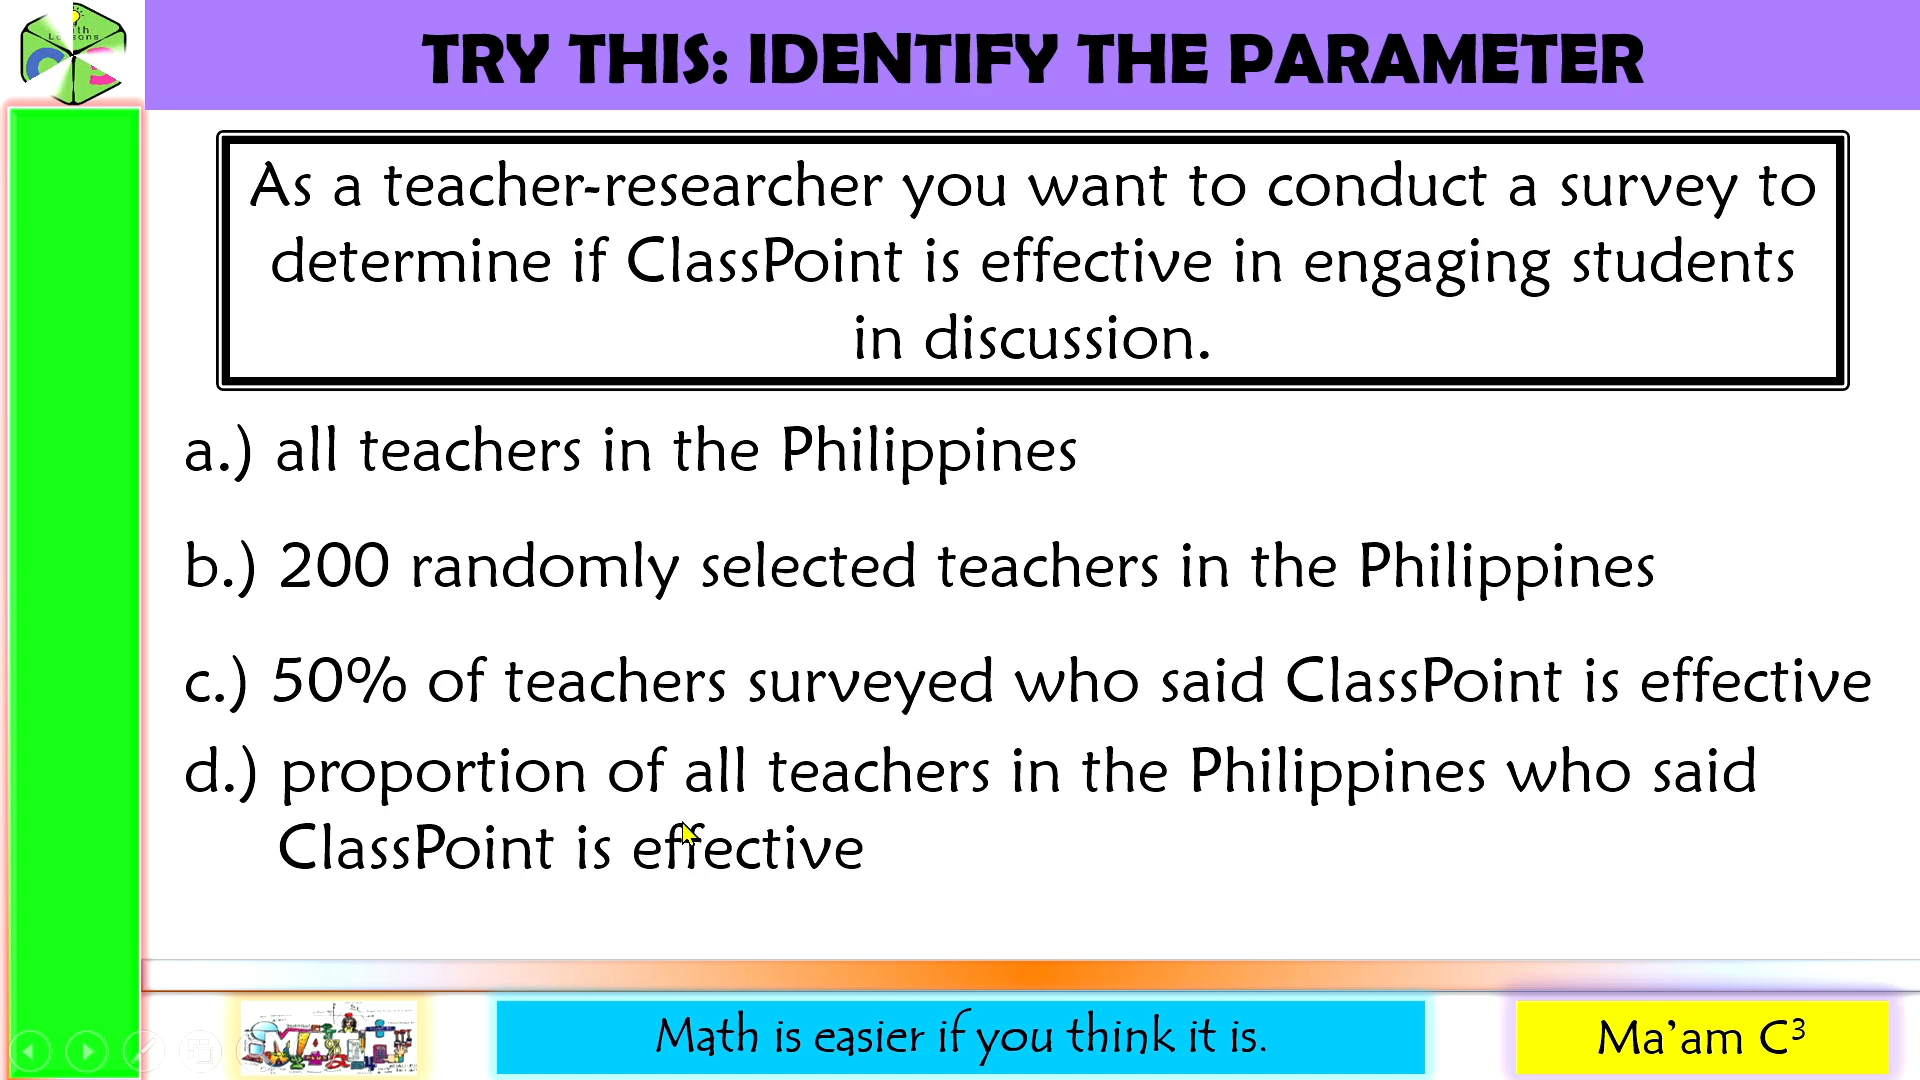 TRY THIS: IDENTIFY THE PARAMETER
As a teacher-researcher you want to conduct a survey to
determine if ClassPoint is effective in engaging students
in discussion.
a.) all teachers in the Philippines
b.) 200 randomly selected teachers in the Philippines
c.) 50% of teachers surveyed who said ClassPoint is effective
d.) proportion of all teachers in the Philippines who said
ClassPoint is effective
MATH
Math is easier if you think it is.
Ma’am C³